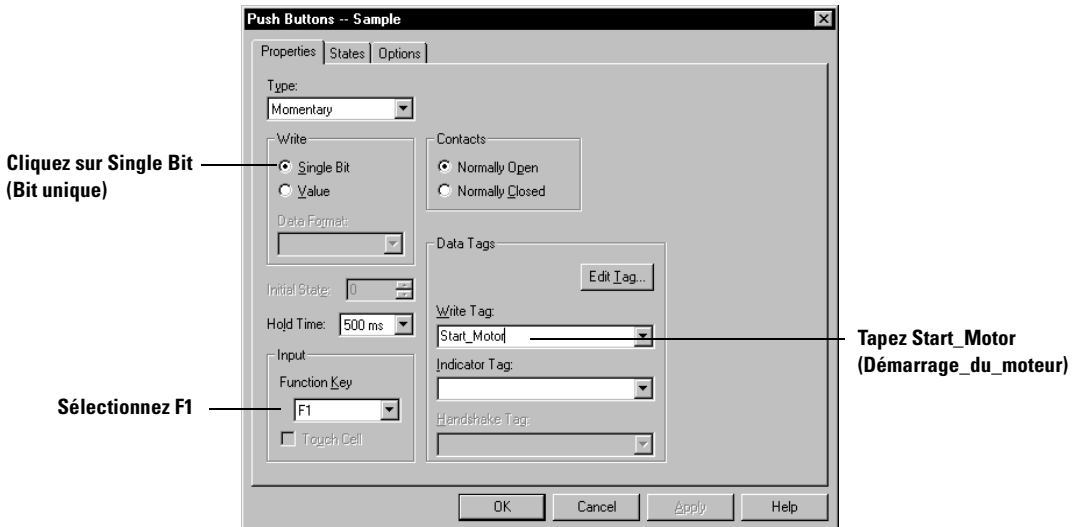 Push Buttons -- Sample
Properties States Options
Type:
Momentary
Write
Single Bit
Value
Data Format:
Contacts
Normally Open
Normally Closed
Cliquez sur Single Bit
(Bit unique)
Initial State: 0
Hold Time: 500 ms
Input
Function Key
F1
Touch Cell
Sélectionnez F1
Data Tags
Edit Tag...
Write Tag:
Start_Motor
Indicator Tag:
Handshake Tag:
Tapez Start_Motor
(Démarrage_du_moteur)
OK Cancel Apply Help